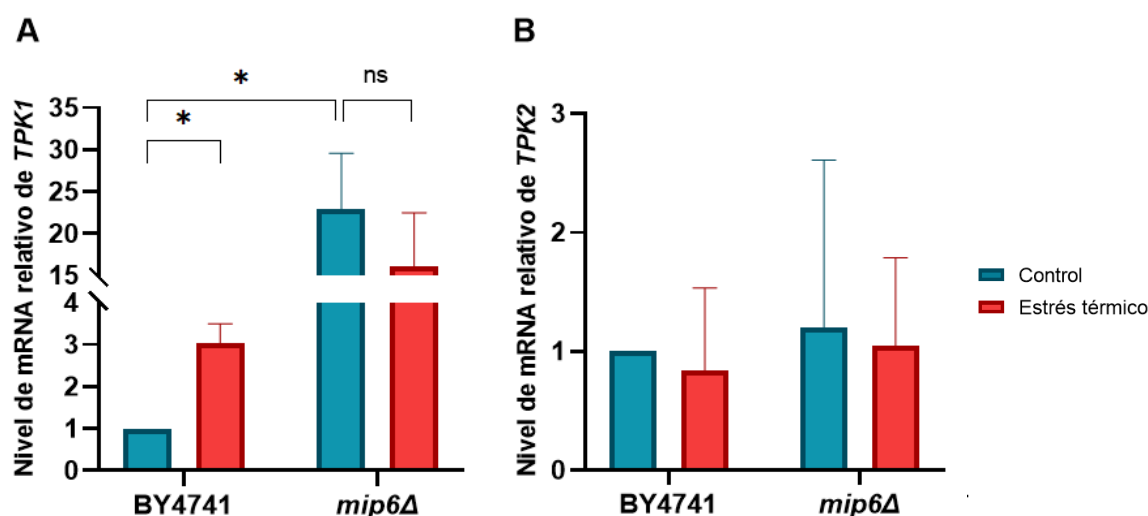 A
Nivel de mRNA relativo de TPK1
35
30
25
20
15
4
3
2
1
0
*
*
ns
BY4741
mip6Δ
B
Nivel de mRNA relativo de TPK2
3
2
1
0
BY4741
mip6Δ
Control
Estrés térmico